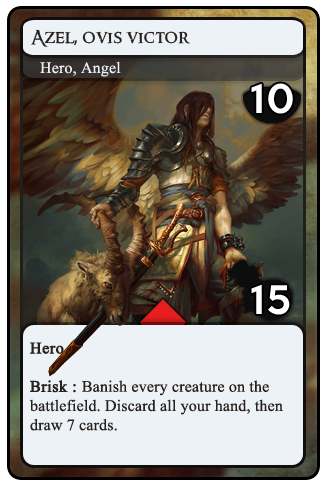 Azel, ovis victor
Hero, Angel
10
15
Hero
Brisk : Banish every creature on the
battlefield. Discard all your hand, then
draw 7 cards.